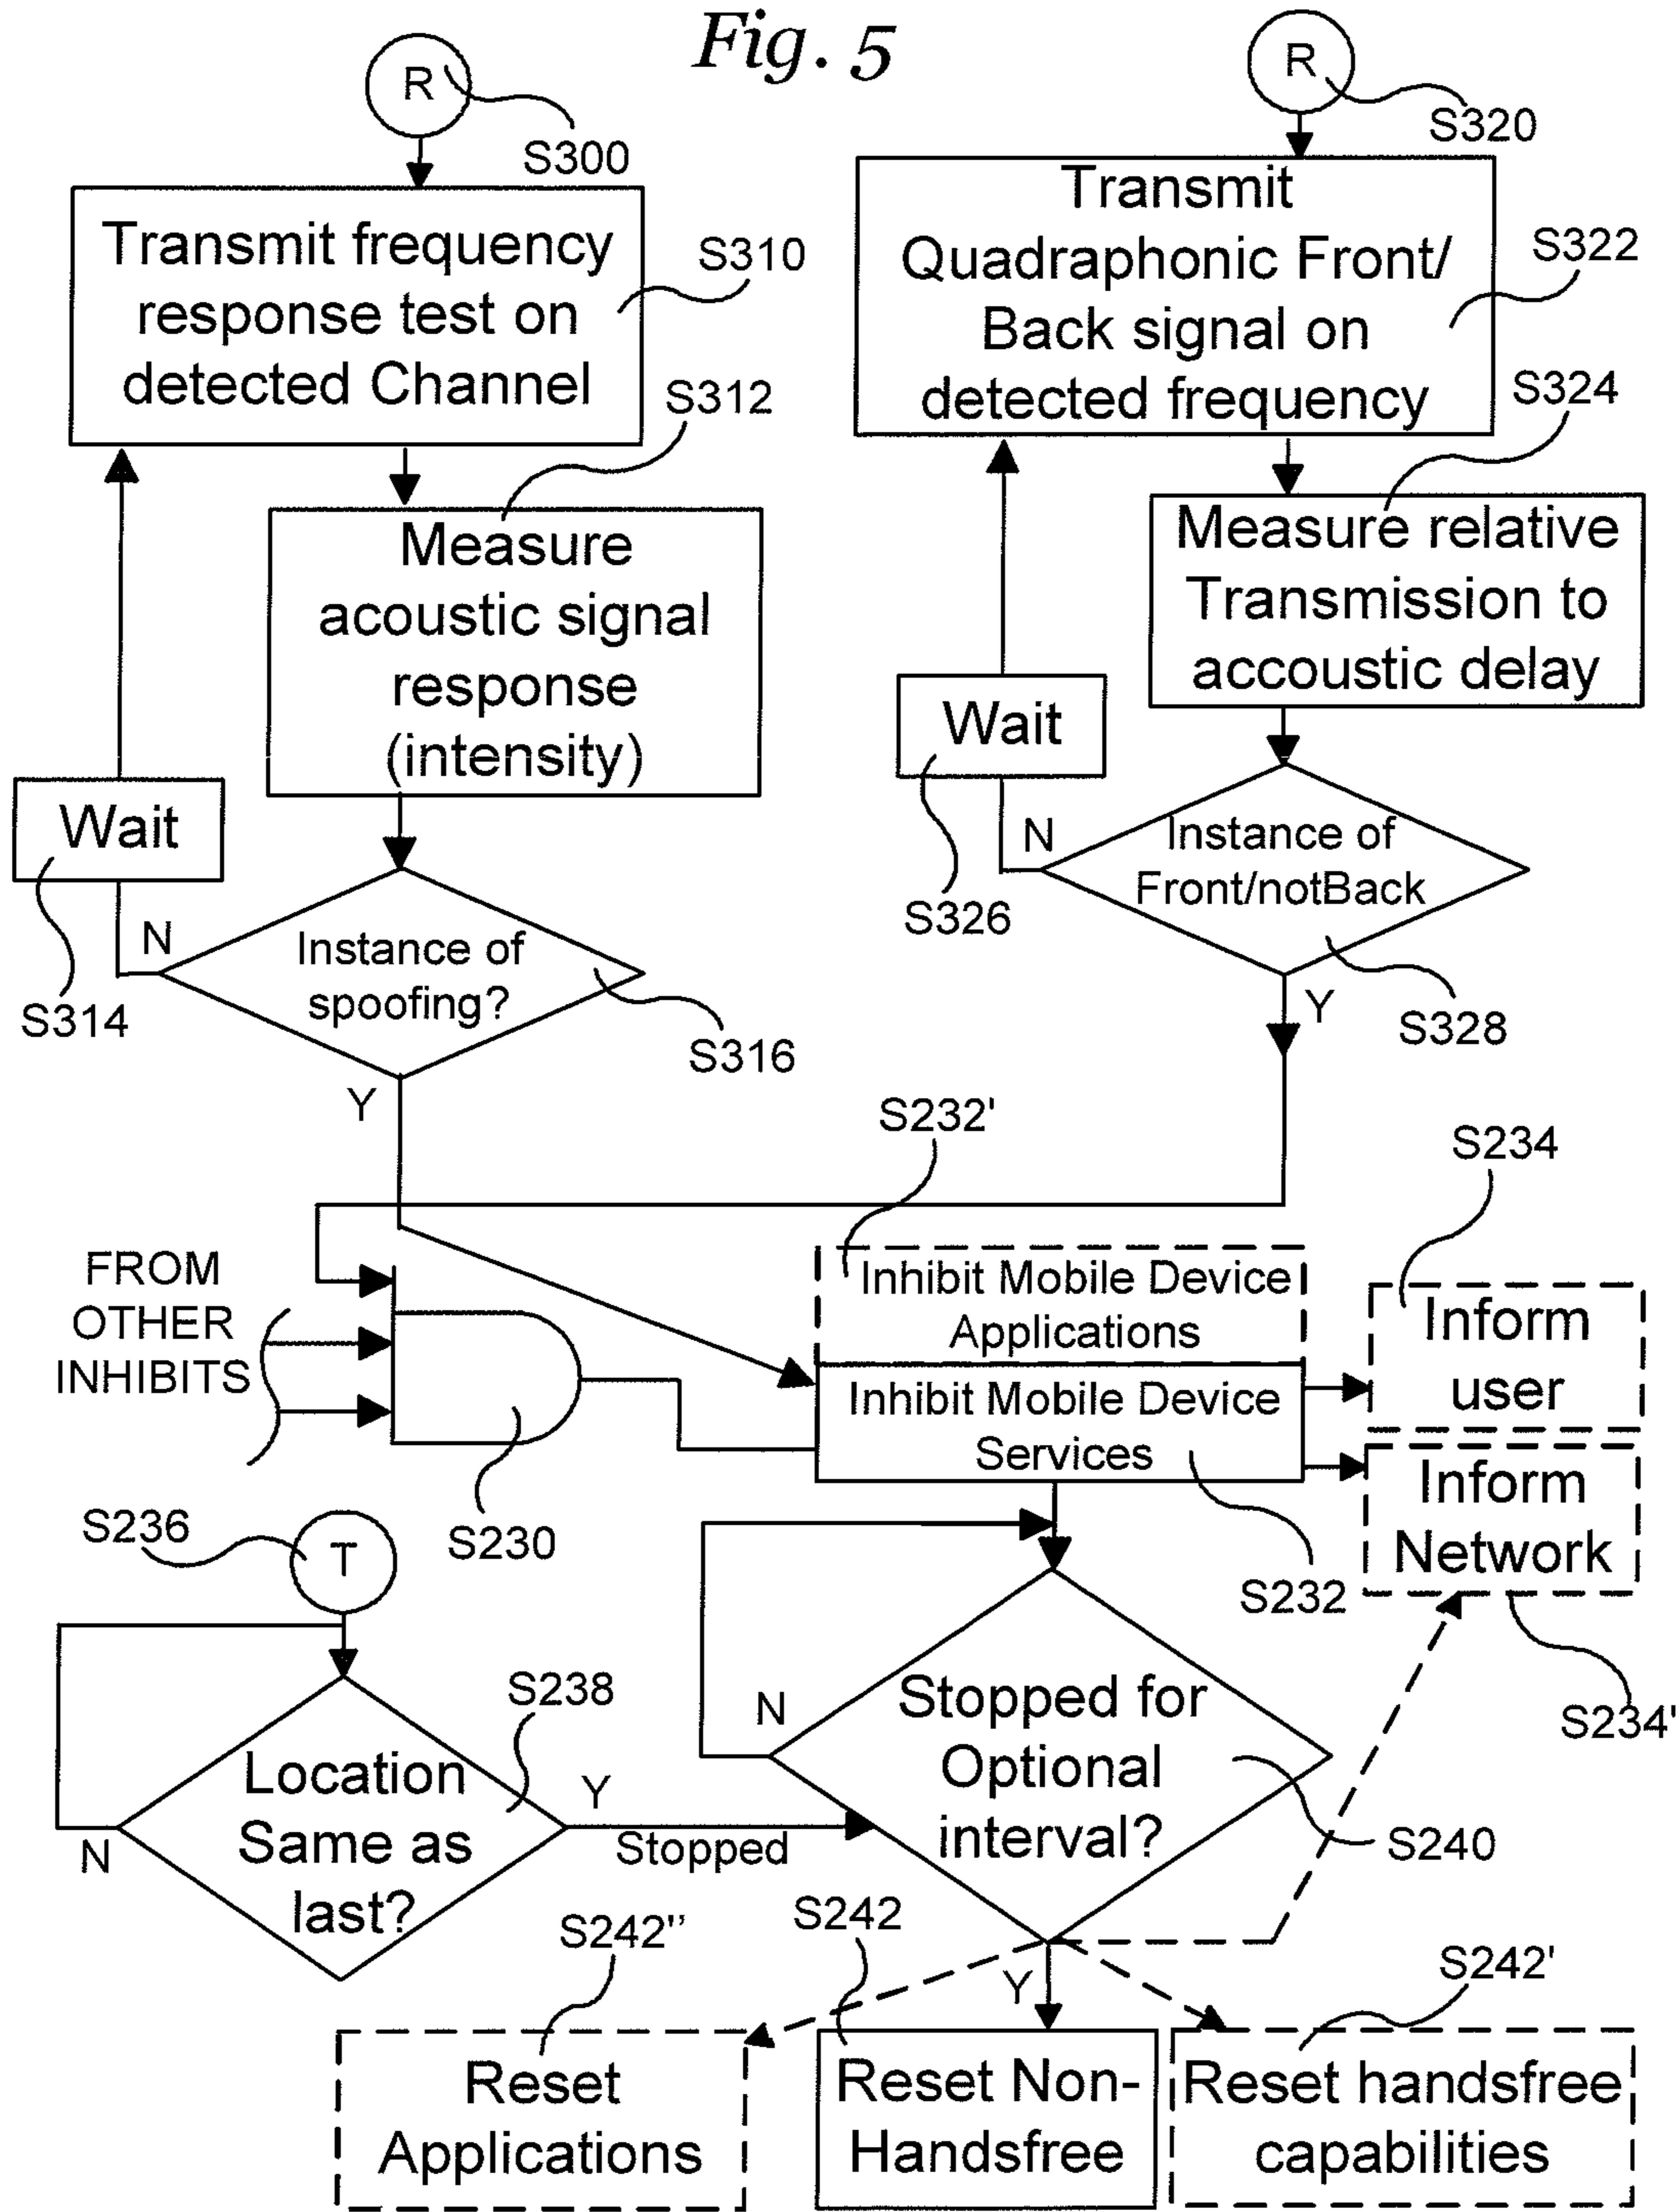 Fig. 5
R
S300
Transmit frequency
response test on
detected Channel
S310
S312
Measure
acoustic signal
response
(intensity)
Wait
S314
N
Instance of
spoofing?
S316
Y
R
S320
Transmit
Quadraphonic Front/
Back signal on
detected frequency
S322
S324
Measure relative
Transmission to
accoustic delay
Wait
S326
N
Instance of
Front/notBack
S328
Y
FROM
OTHER
INHIBITS
S230
S232'
Inhibit Mobile Device
Applications
Inhibit Mobile Device
Services
S232
S234
Inform
user
Inform
Network
S234'
S236
T
S238
Location
Same as
last?
N
Y
Stopped
N
Stopped for
Optional
interval?
S240
Y
S242''
Reset
Applications
S242
Reset Non-
Handsfree
S242'
Reset handsfree
capabilities